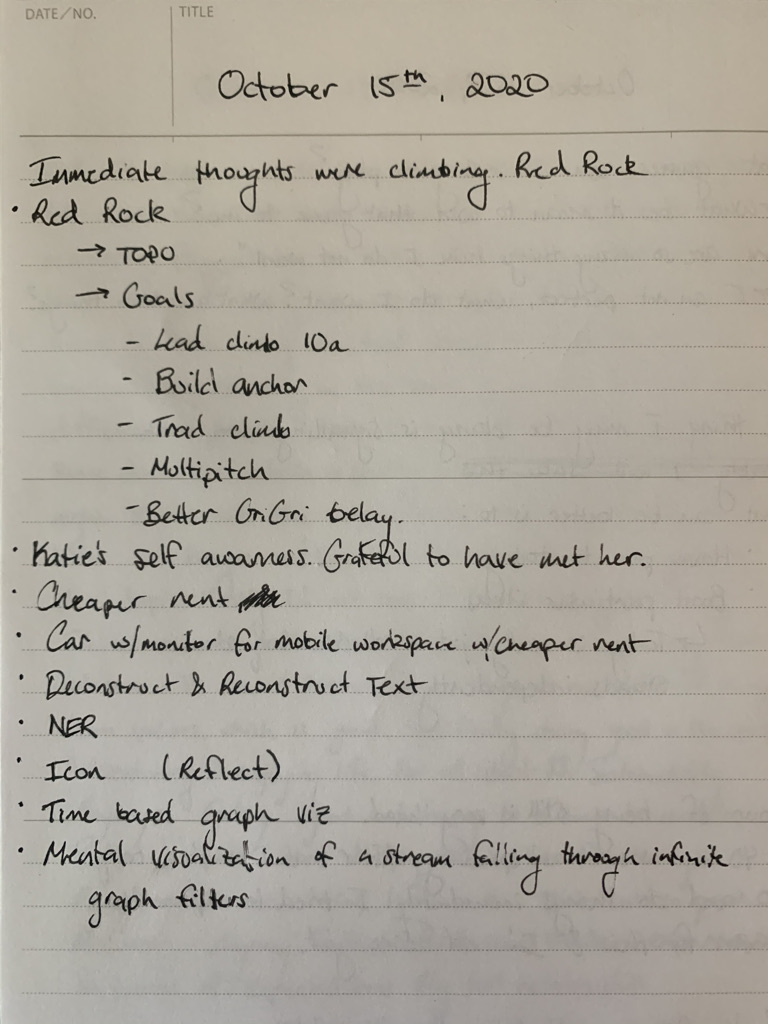 DATE/NO.
TITLE
October 15th, 2020
Immediate thoughts were climbing. Red Rock
• Red Rock
→ TOPO
→ Goals
- Lead climb 10a
- Build anchor
- Trad climb
- Multipitch
- Better GriGri belay.
• Katie's self awarness. Grateful to have met her.
• Cheaper rent
• Car w/monitor for mobile workspace w/cheaper rent
• Deconstruct & Reconstruct Text
• NER
• Icon (Reflect)
• Time based graph viz
• Mental visualization of a stream falling through infinite
graph filters